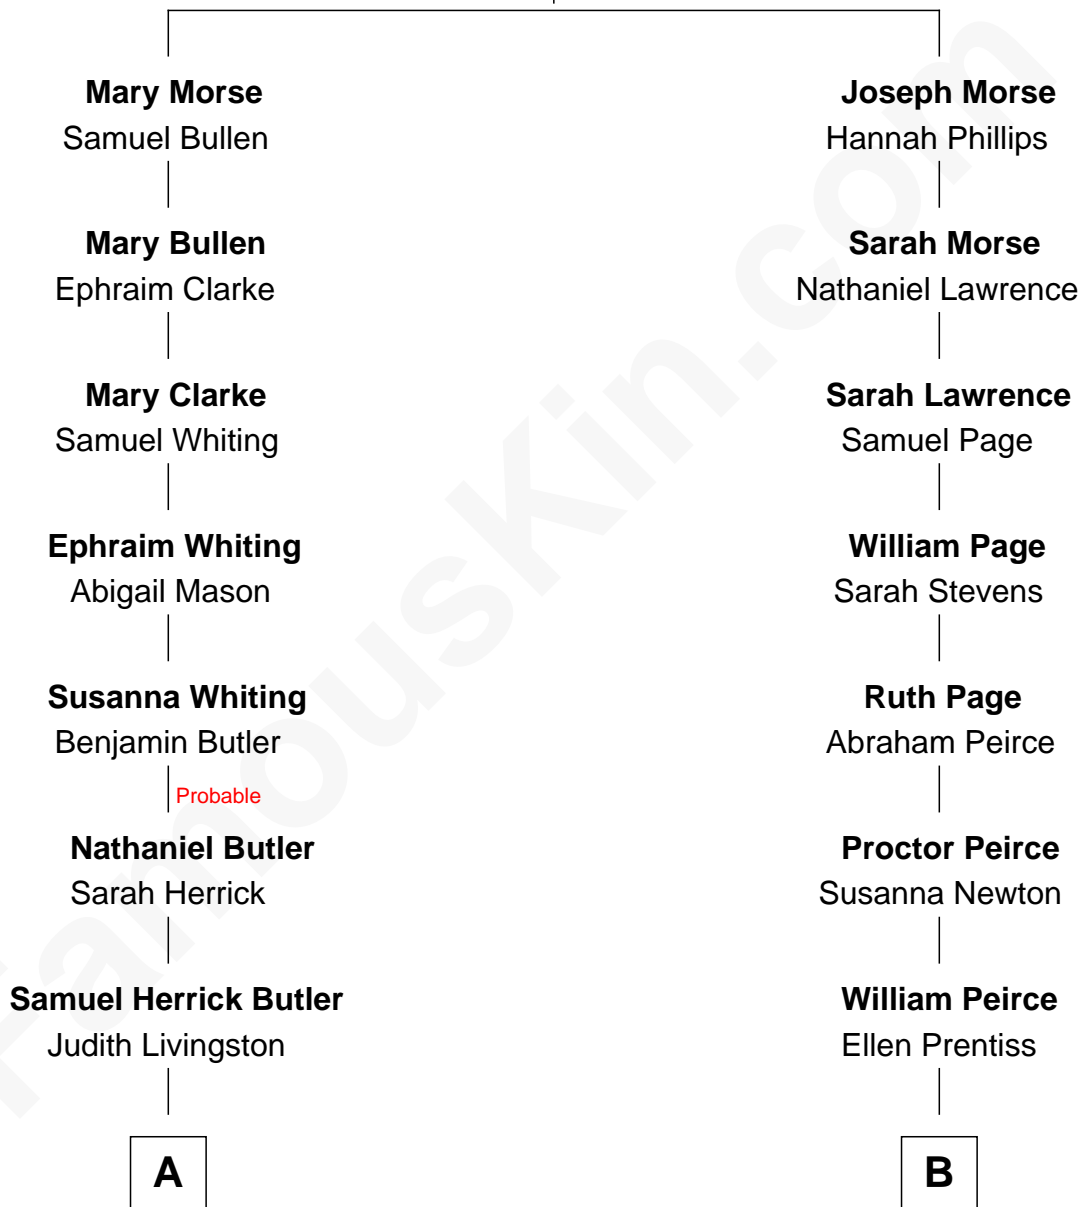 Mary Morse
Samuel Bullen
Joseph Morse
Hannah Phillips
Mary Bullen
Ephraim Clarke
Sarah Morse
Nathaniel Lawrence
Mary Clarke
Samuel Whiting
Sarah Lawrence
Samuel Page
Ephraim Whiting
Abigail Mason
William Page
Sarah Stevens
Susanna Whiting
Benjamin Butler
Ruth Page
Abraham Peirce
Probable
Nathaniel Butler
Sarah Herrick
Proctor Peirce
Susanna Newton
Samuel Herrick Butler
Judith Livingston
William Peirce
Ellen Prentiss
A
B
FamousKin.com